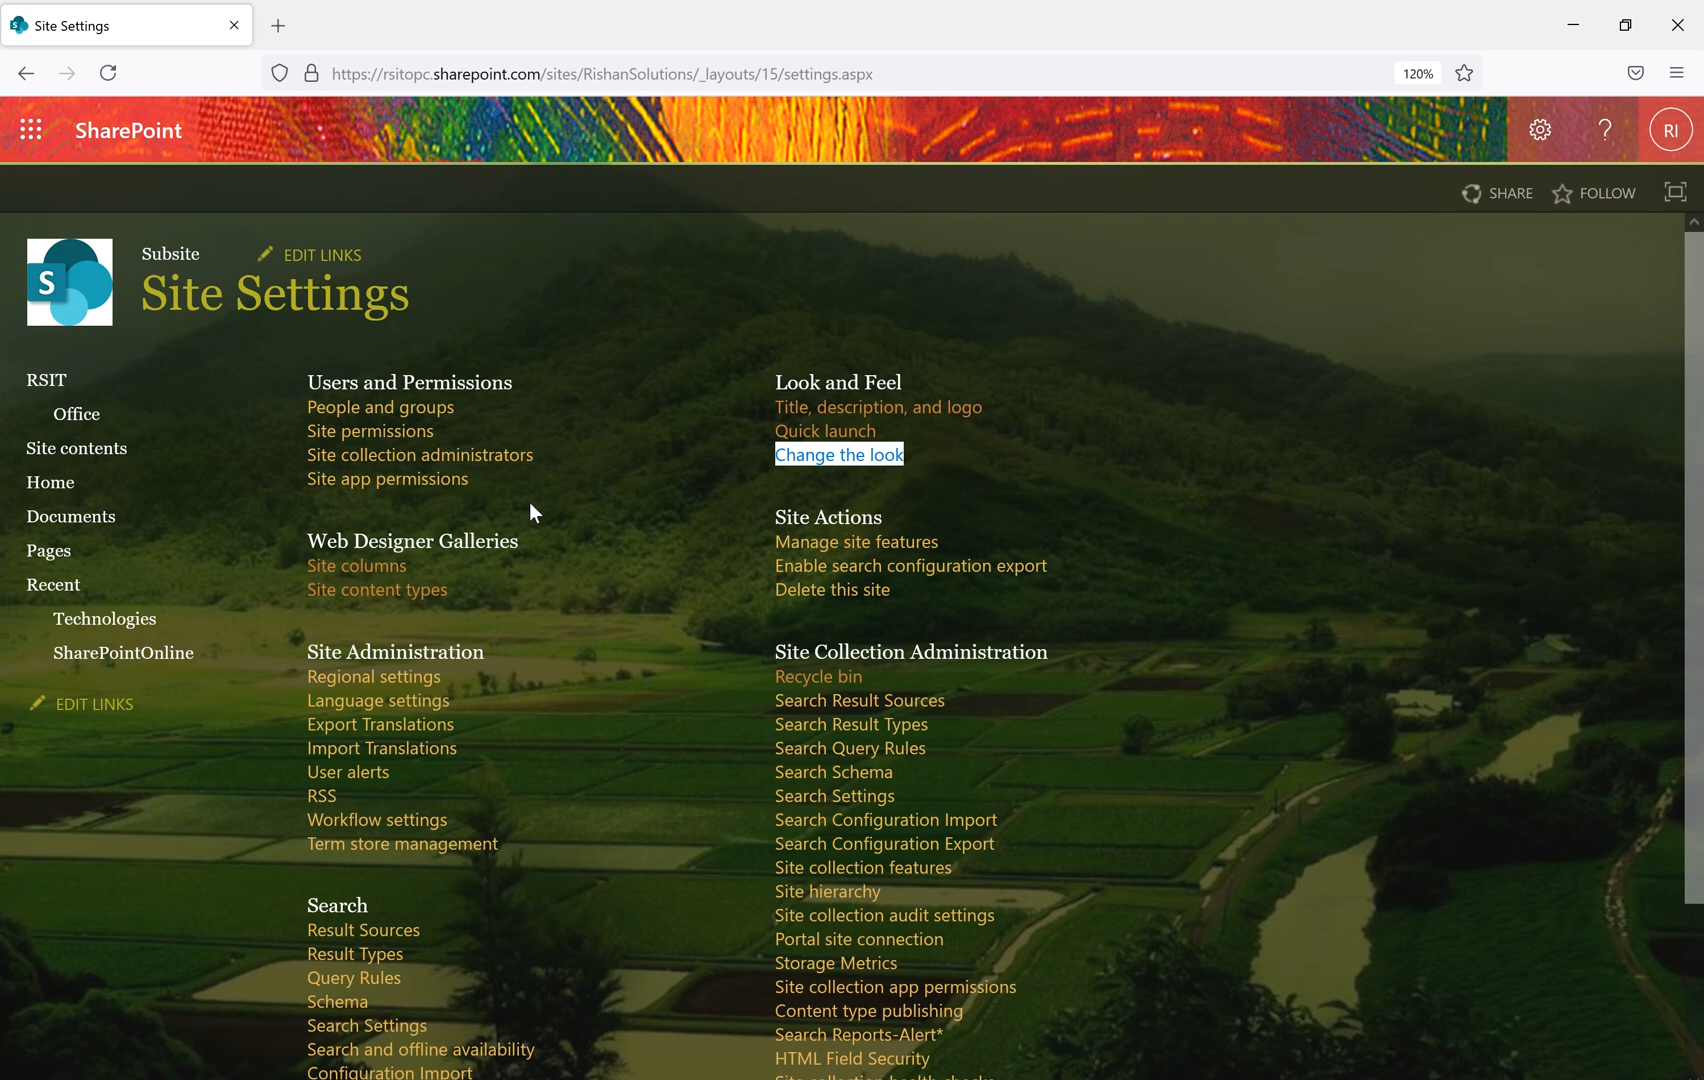 Site Settings
https://rsitopc.sharepoint.com/sites/RishanSolutions/_layouts/15/settings.aspx
120%
SharePoint
?
RI
SHARE
FOLLOW
S
Subsite
EDIT LINKS
Site Settings
RSIT
Office
Site contents
Home
Documents
Pages
Recent
Technologies
SharePointOnline
EDIT LINKS
Users and Permissions
People and groups
Site permissions
Site collection administrators
Site app permissions
Web Designer Galleries
Site columns
Site content types
Site Administration
Regional settings
Language settings
Export Translations
Import Translations
User alerts
RSS
Workflow settings
Term store management
Search
Result Sources
Result Types
Query Rules
Schema
Search Settings
Search and offline availability
Configuration Import
Look and Feel
Title, description, and logo
Quick launch
Change the look
Site Actions
Manage site features
Enable search configuration export
Delete this site
Site Collection Administration
Recycle bin
Search Result Sources
Search Result Types
Search Query Rules
Search Schema
Search Settings
Search Configuration Import
Search Configuration Export
Site collection features
Site hierarchy
Site collection audit settings
Portal site connection
Storage Metrics
Site collection app permissions
Content type publishing
Search Reports-Alert*
HTML Field Security
Site collection health checks